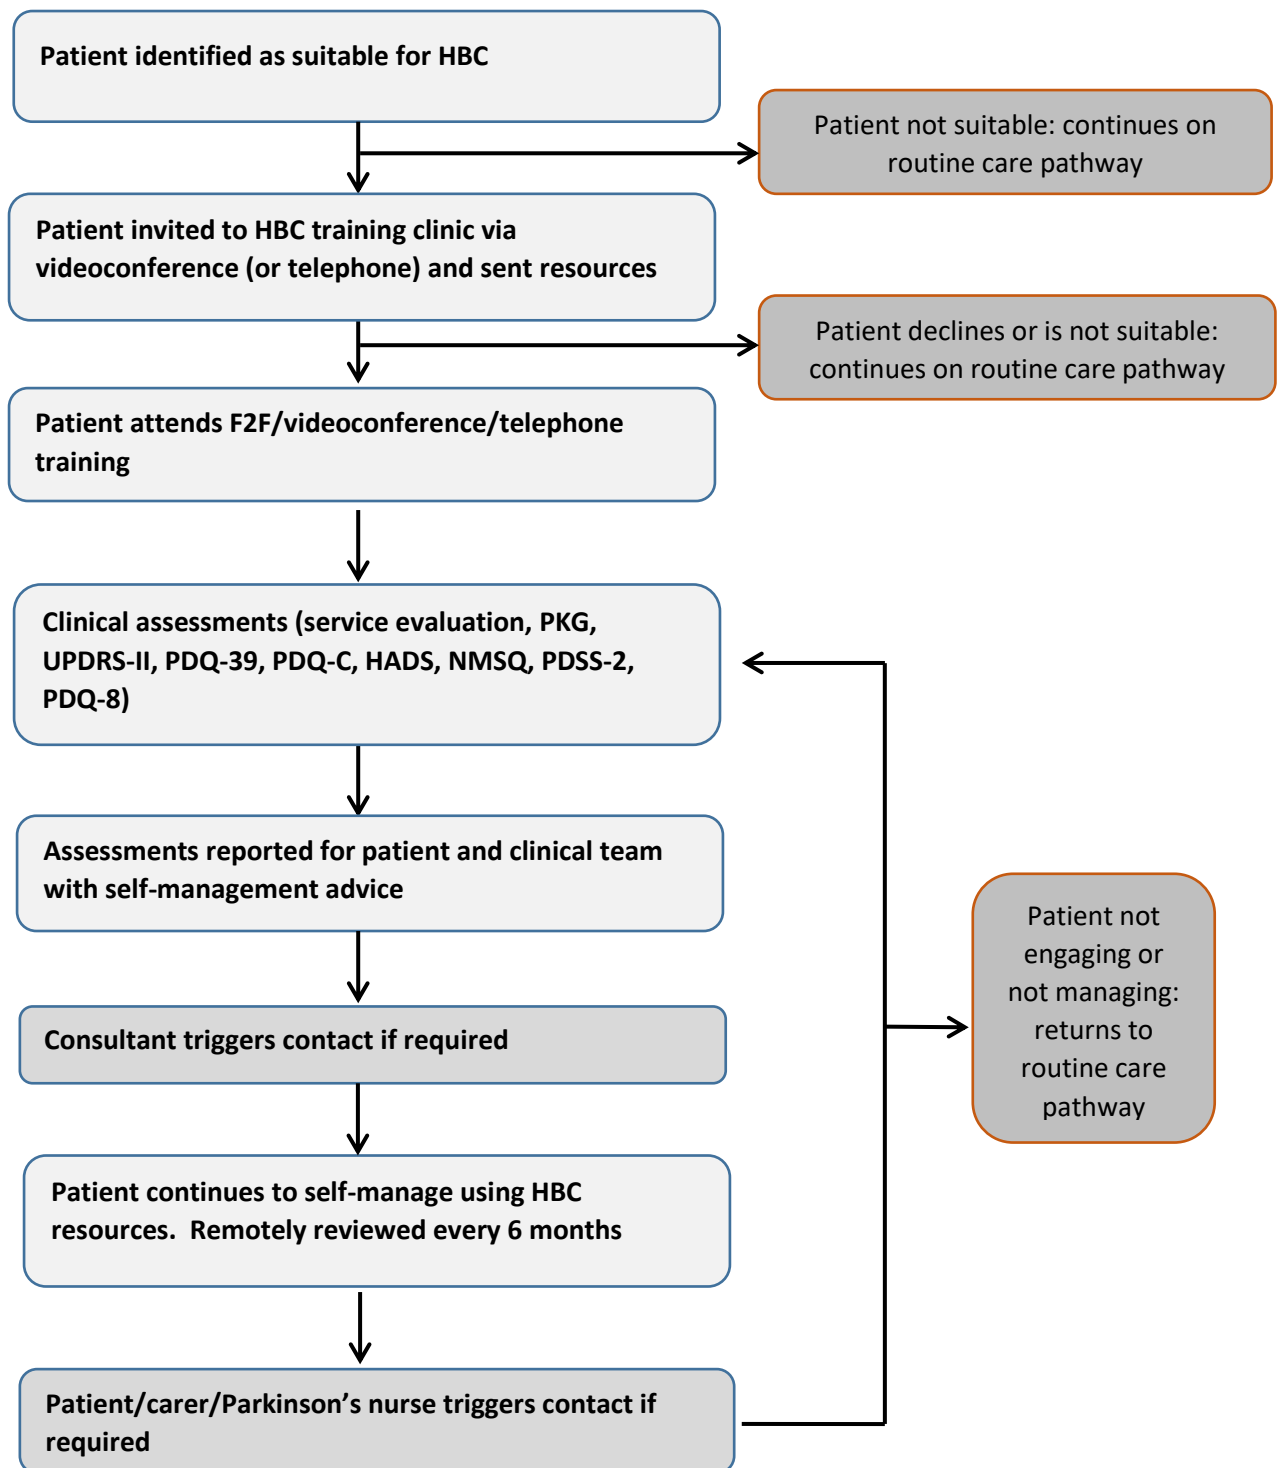 Patient identified as suitable for HBC
Patient not suitable: continues on
routine care pathway
Patient invited to HBC training clinic via
videoconference (or telephone) and sent resources
Patient declines or is not suitable:
continues on routine care pathway
Patient attends F2F/videoconference/telephone
training
Clinical assessments (service evaluation, PKG,
UPDRS-II, PDQ-39, PDQ-C, HADS, NMSQ, PDSS-2,
PDQ-8)
Assessments reported for patient and clinical team
with self-management advice
Patient not
engaging or
not managing:
returns to
routine care
pathway
Consultant triggers contact if required
Patient continues to self-manage using HBC
resources.  Remotely reviewed every 6 months
Patient/carer/Parkinson’s nurse triggers contact if
required